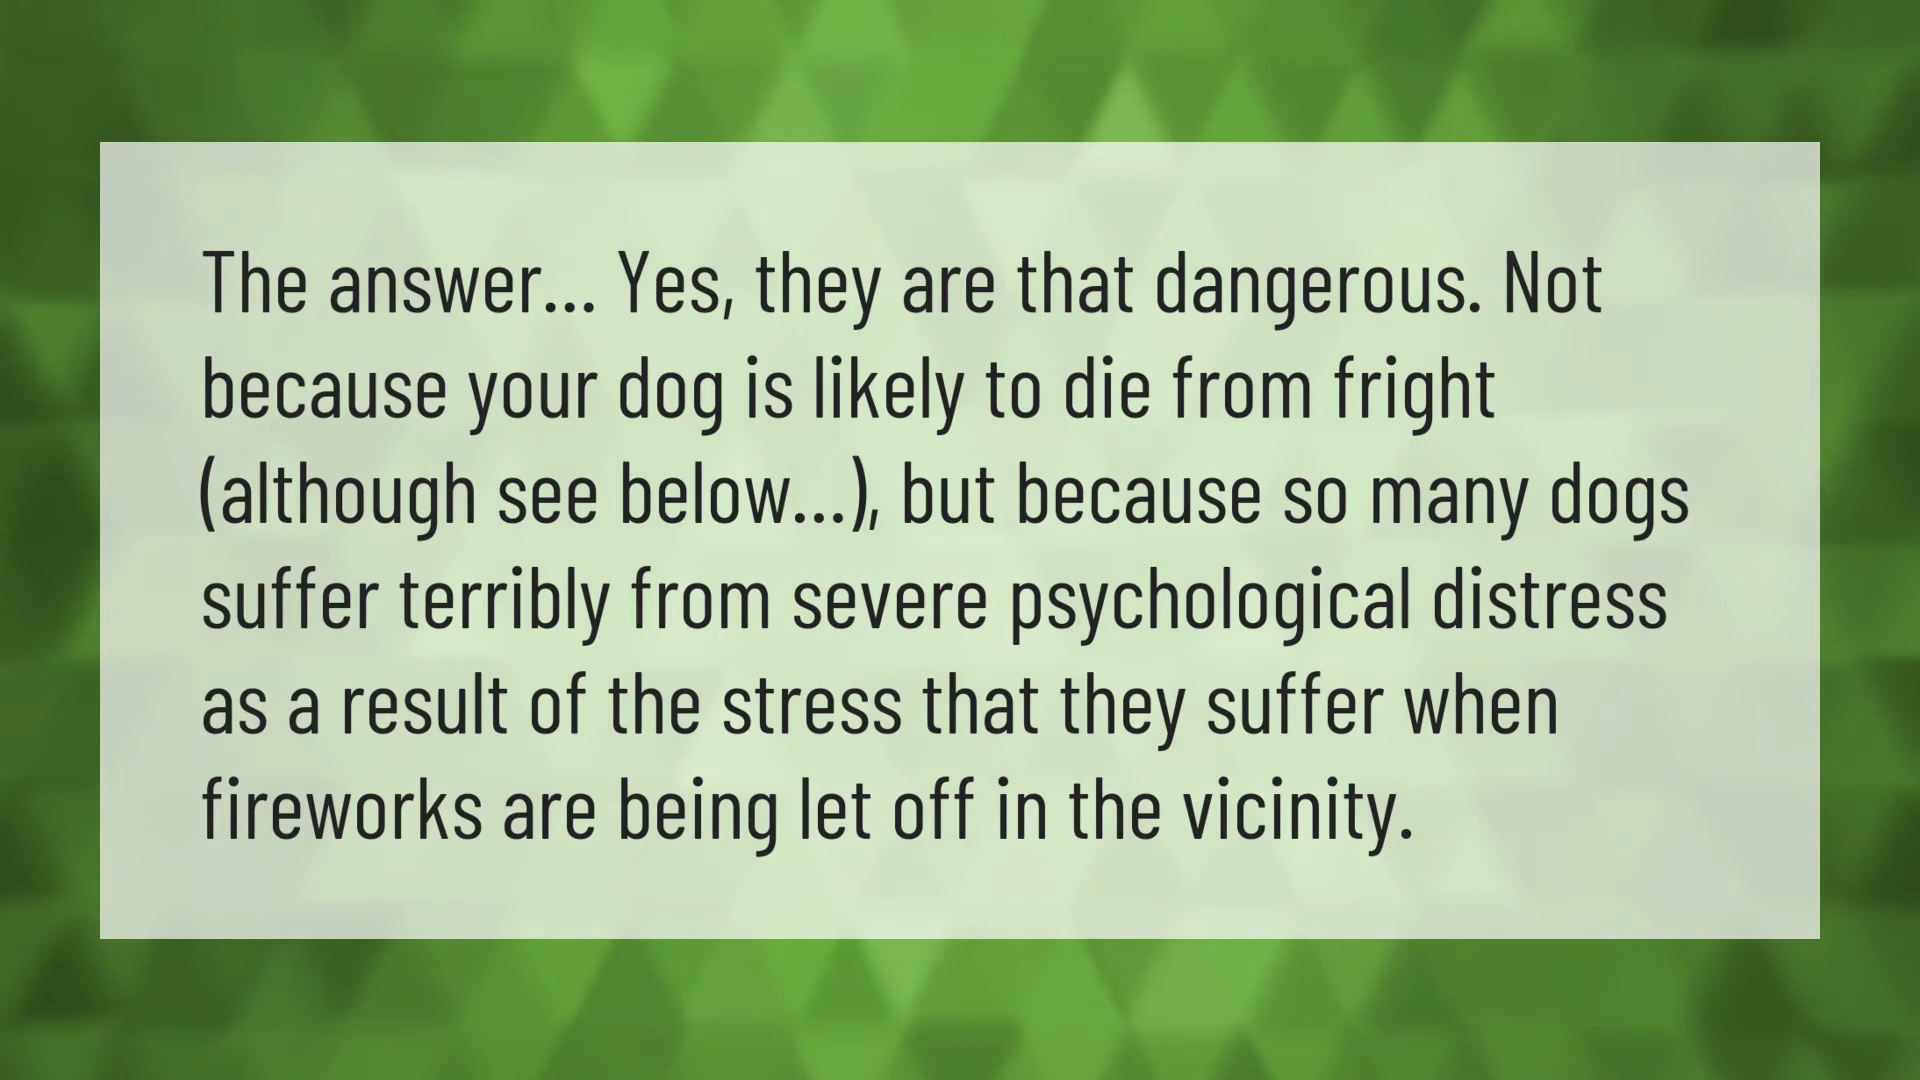 The answer... Yes, they are that dangerous. Not
because your dog is likely to die from fright
(although see below...), but because so many dogs
suffer terribly from severe psychological distress
as a result of the stress that they suffer when
fireworks are being let off in the vicinity.